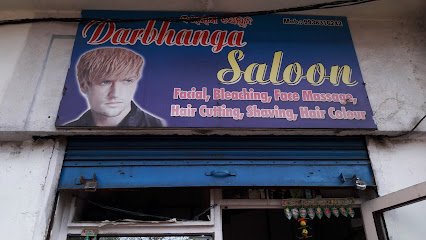 Darbhanga
Saloon
Facial, Bleaching, Face Massage,
Hair Cutting, Shaving, Hair Colour